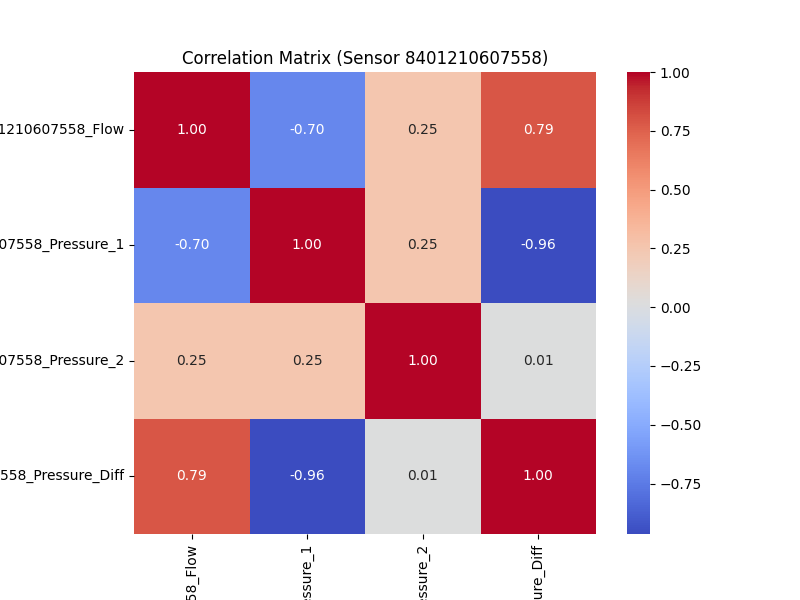 Correlation Matrix (Sensor 8401210607558)
1210607558_Flow 1.00 -0.70 0.25 0.79
07558_Pressure_1 -0.70 1.00 0.25 -0.96
07558_Pressure_2 0.25 0.25 1.00 0.01
558_Pressure_Diff 0.79 -0.96 0.01 1.00
58_Flow
ssure_1
ssure_2
ure_Diff
1.00
0.75
0.50
0.25
0.00
−0.25
−0.50
−0.75